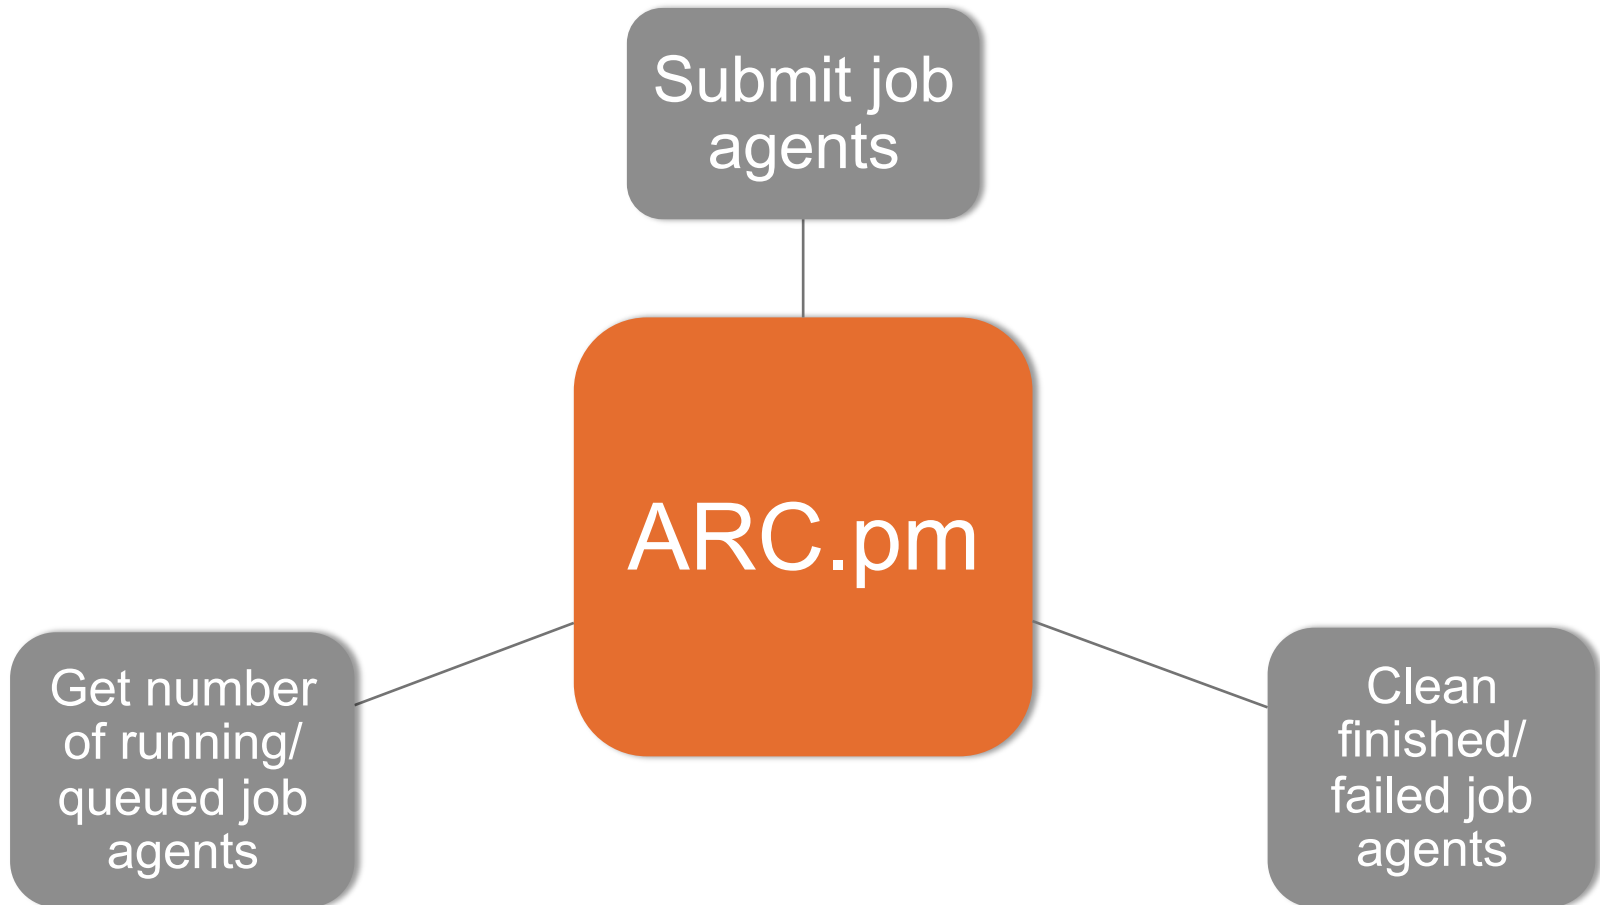 Submit job
agents
ARC.pm
Get number
of running/
queued job
agents
Clean
finished/
failed job
agents